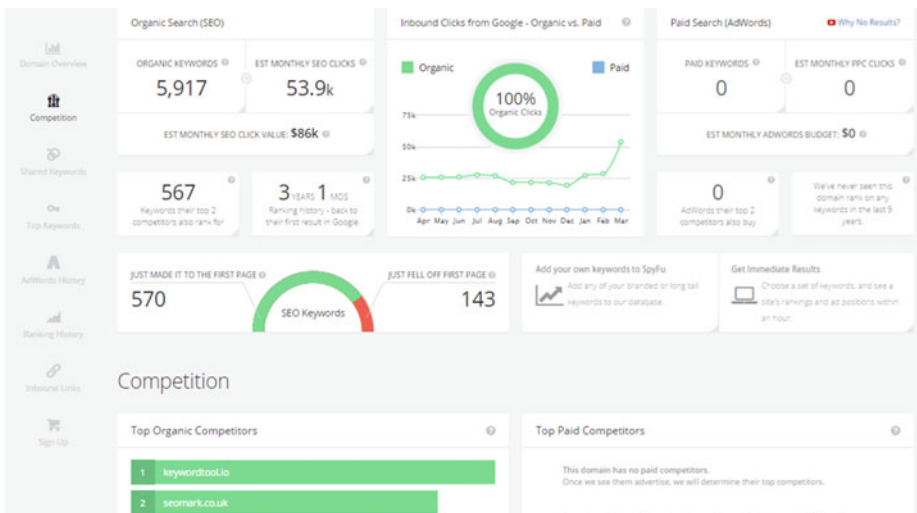 Domain Overview
Competition
Shared Keywords
Top Keywords
AdWords History
Ranking History
Inbound Links
Sign Up
Organic Search (SEO)
ORGANIC KEYWORDS
5,917
EST MONTHLY SEO CLICKS
53.9k
EST MONTHLY SEO CLICK VALUE: $86k
567
Keywords their top 2
competitors also rank for
3 YEARS 1 MOS
Ranking history - back to
their first result in Google
Inbound Clicks from Google - Organic vs. Paid
Organic
Paid
100%
Organic Clicks
75k
50k
25k
0k
Apr May Jun Jul Aug Sep Oct Nov Dec Jan Feb Mar
Paid Search (AdWords)
Why No Results?
PAID KEYWORDS
0
EST MONTHLY PPC CLICKS
0
EST MONTHLY ADWORDS BUDGET: $0
0
AdWords their top 2
competitors also buy
We've never seen this
domain rank on any
keywords in the last 9
years.
JUST MADE IT TO THE FIRST PAGE
570
SEO Keywords
JUST FELL OFF FIRST PAGE
143
Add your own keywords to SpyFu
Add any of your branded or long tail
keywords to our database.
Get Immediate Results
Choose a set of keywords, and see a
site's rankings and ad positions within
an hour.
Competition
Top Organic Competitors
1 keywordtool.io
2 seomark.co.uk
Top Paid Competitors
This domain has no paid competitors.
Once we see them advertise, we will determine their top competitors.